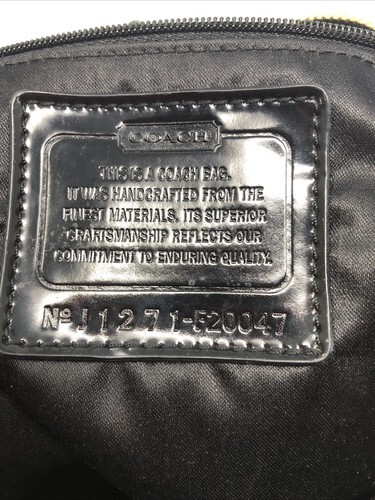 COACH
THIS IS A COACH BAG.
IT WAS HANDCRAFTED FROM THE
FINEST MATERIALS. ITS SUPERIOR
CRAFTSMANSHIP REFLECTS OUR
COMMITMENT TO ENDURING QUALITY.
Nº J1271-F20047